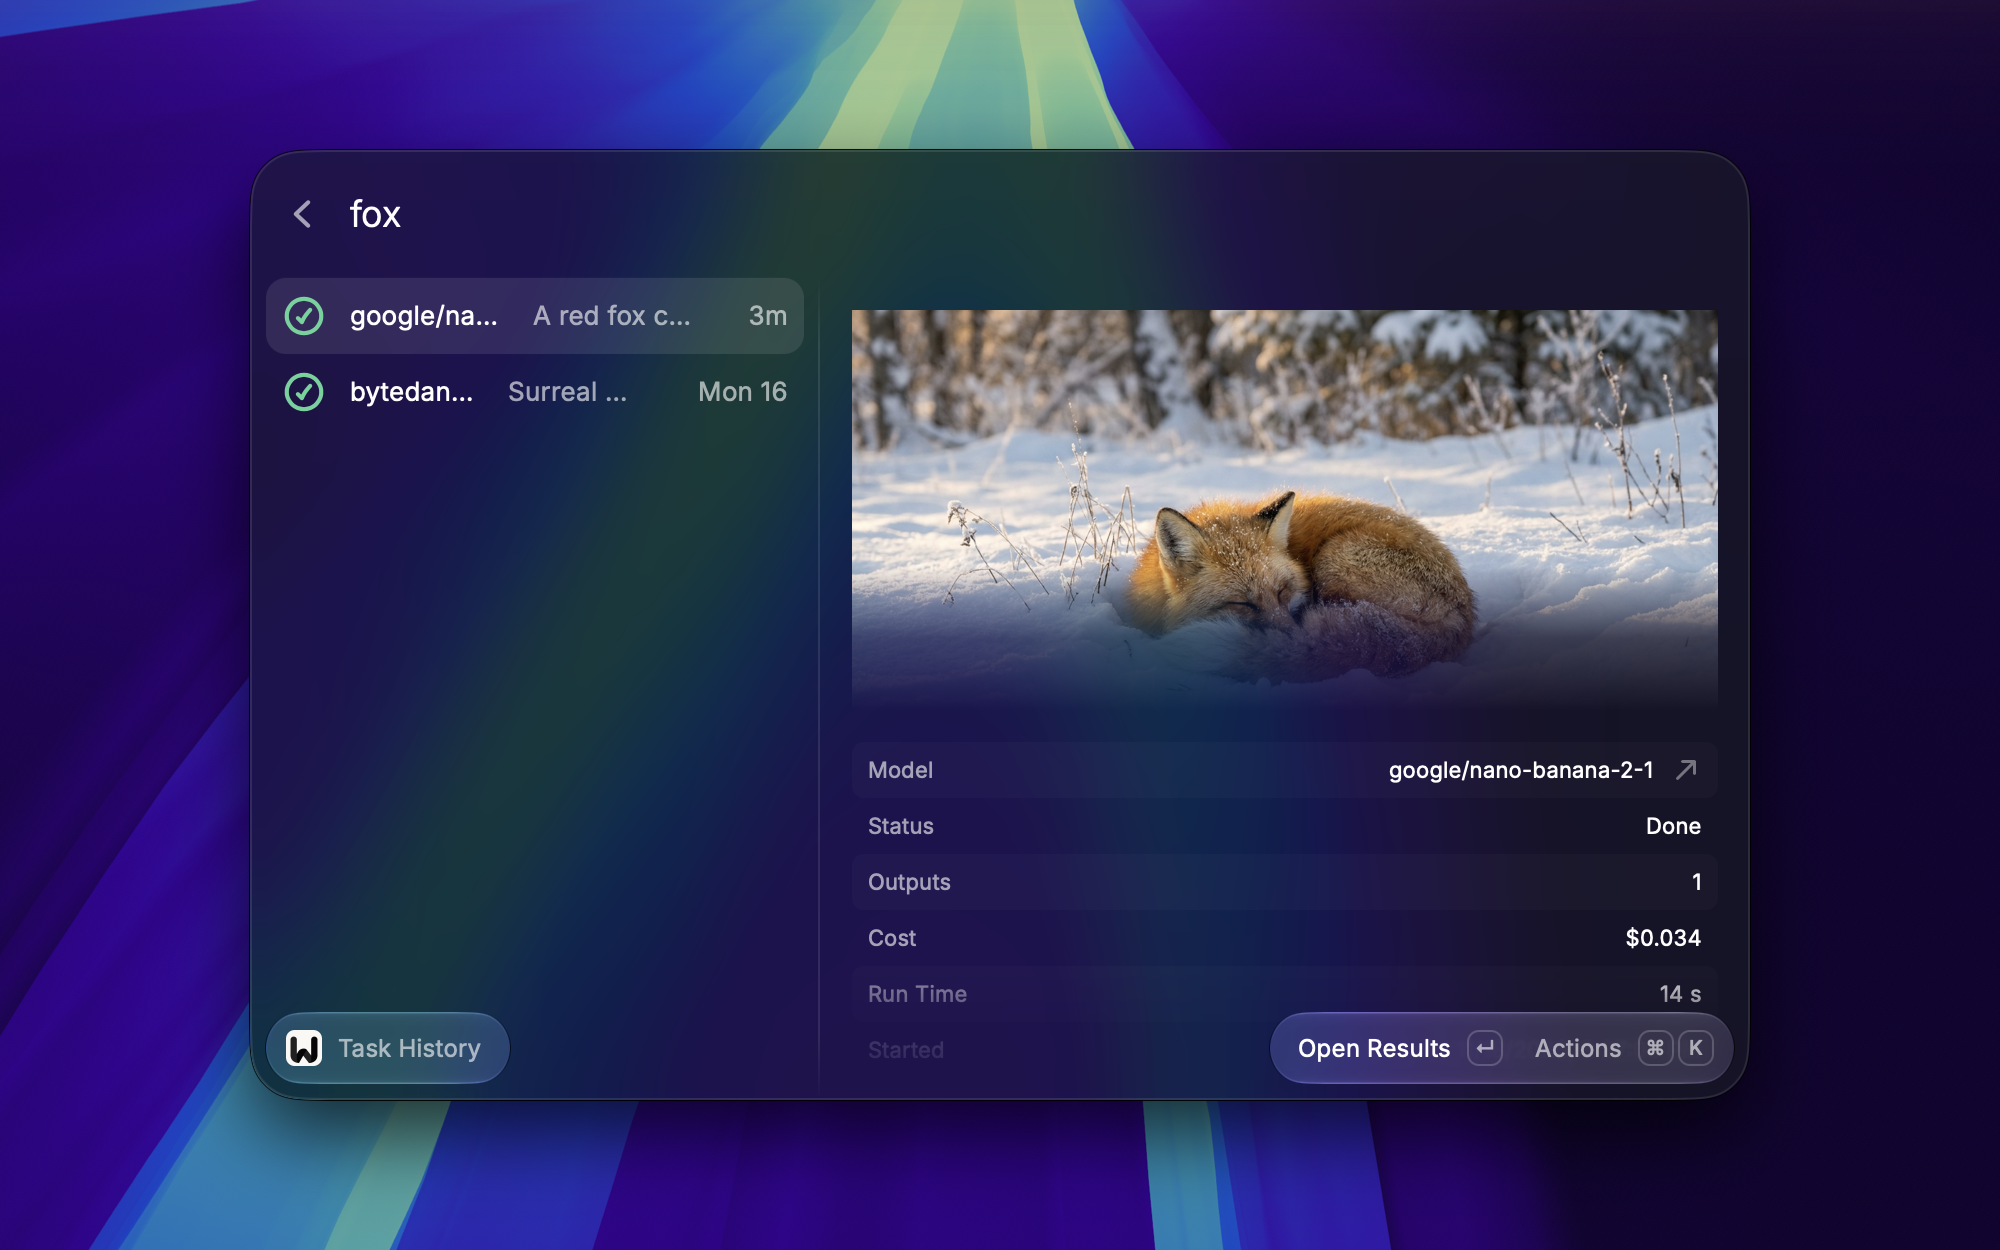 fox
google/na... A red fox c... 3m
bytedan... Surreal ... Mon 16
Model google/nano-banana-2-1
Status Done
Outputs 1
Cost $0.034
Run Time 14 s
Started
Task History
Open Results ↵ Actions ⌘ K